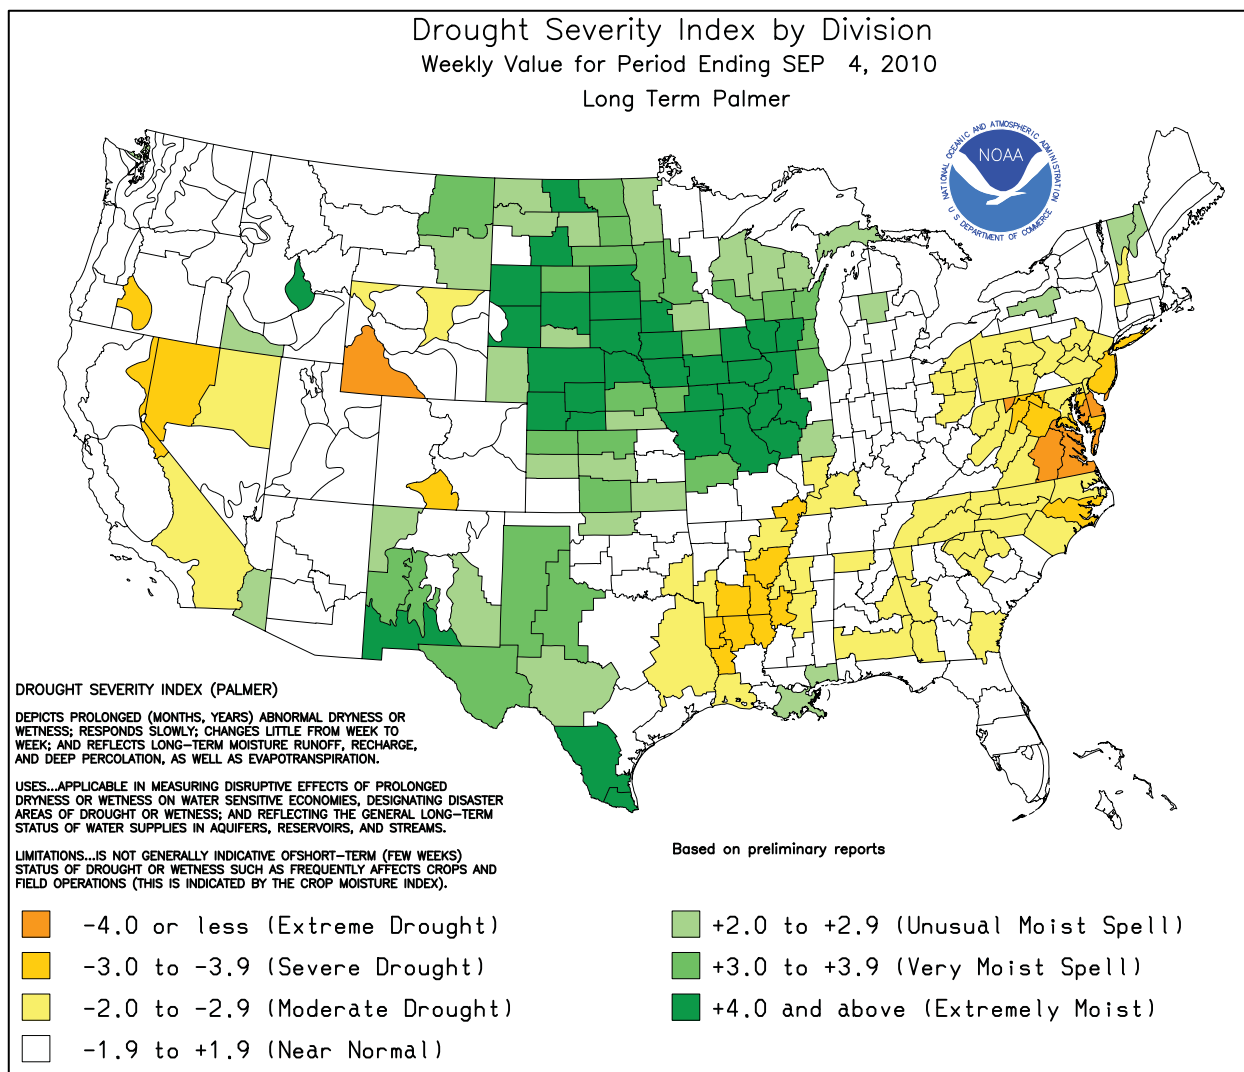 Drought Severity Index by Division
Weekly Value for Period Ending SEP 4, 2010
Long Term Palmer
NATIONAL OCEANIC AND ATMOSPHERIC ADMINISTRATION
NOAA
U S DEPARTMENT OF COMMERCE
DROUGHT SEVERITY INDEX (PALMER)
DEPICTS PROLONGED (MONTHS, YEARS) ABNORMAL DRYNESS OR
WETNESS; RESPONDS SLOWLY; CHANGES LITTLE FROM WEEK TO
WEEK; AND REFLECTS LONG-TERM MOISTURE RUNOFF, RECHARGE,
AND DEEP PERCOLATION, AS WELL AS EVAPOTRANSPIRATION.
USES...APPLICABLE IN MEASURING DISRUPTIVE EFFECTS OF PROLONGED
DRYNESS OR WETNESS ON WATER SENSITIVE ECONOMIES, DESIGNATING DISASTER
AREAS OF DROUGHT OR WETNESS; AND REFLECTING THE GENERAL LONG-TERM
STATUS OF WATER SUPPLIES IN AQUIFERS, RESERVOIRS, AND STREAMS.
LIMITATIONS...IS NOT GENERALLY INDICATIVE OFSHORT-TERM (FEW WEEKS)
STATUS OF DROUGHT OR WETNESS SUCH AS FREQUENTLY AFFECTS CROPS AND
FIELD OPERATIONS (THIS IS INDICATED BY THE CROP MOISTURE INDEX).
Based on preliminary reports
-4.0 or less (Extreme Drought)
-3.0 to -3.9 (Severe Drought)
-2.0 to -2.9 (Moderate Drought)
-1.9 to +1.9 (Near Normal)
+2.0 to +2.9 (Unusual Moist Spell)
+3.0 to +3.9 (Very Moist Spell)
+4.0 and above (Extremely Moist)